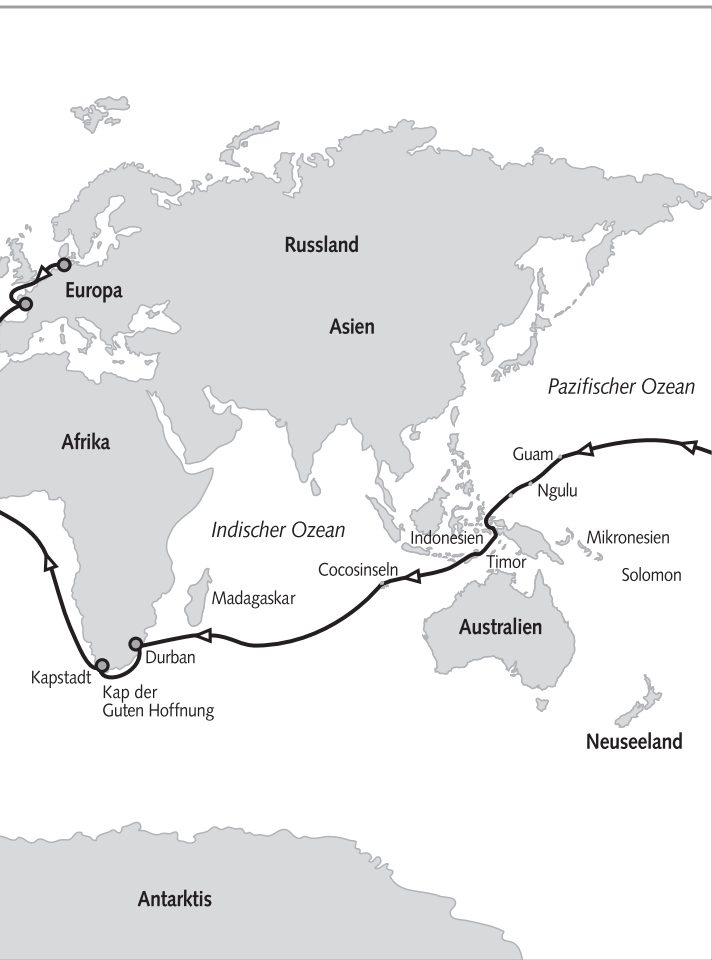 Russland
Europa
Asien
Pazifischer Ozean
Afrika
Guam
Ngulu
Indischer Ozean
Indonesien
Mikronesien
Timor
Cocosinseln
Solomon
Madagaskar
Australien
Durban
Kapstadt
Kap der
Guten Hoffnung
Neuseeland
Antarktis